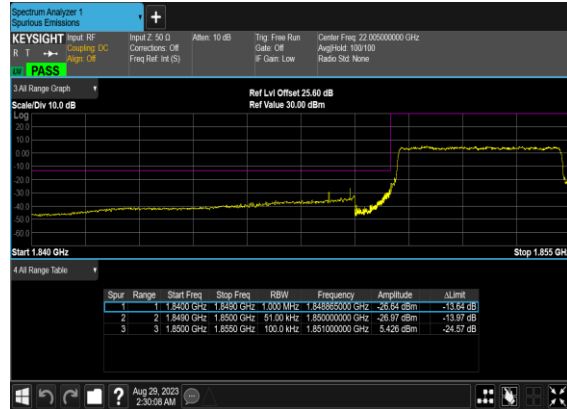 Spectrum Analyzer 1
Spurious Emissions
KEYSIGHT Input: RF Input Z: 50 Ω Atten: 10 dB Trig: Free Run Center Freq: 22.005000000 GHz
R T Coupling: DC Corrections: Off Gate: Off Avg|Hold: 100/100
Align: Off Freq Ref: Int (S) IF Gain: Low Radio Std: None
PASS
3 All Range Graph
Ref Lvl Offset 25.60 dB
Scale/Div 10.0 dB Ref Value 30.00 dBm
Log
20.0
10.0
0.00
-10.0
-20.0
-30.0
-40.0
-50.0
-60.0
Start 1.840 GHz Stop 1.855 GH
4 All Range Table
Spur Range Start Freq Stop Freq RBW Frequency Amplitude ΔLimit
1 1 1.8400 GHz 1.8490 GHz 1.000 MHz 1.848865000 GHz -26.64 dBm -13.64 dB
2 2 1.8490 GHz 1.8500 GHz 51.00 kHz 1.850000000 GHz -26.97 dBm -13.97 dB
3 3 1.8500 GHz 1.8550 GHz 100.0 kHz 1.851000000 GHz 5.426 dBm -24.57 dB
? Aug 29, 2023
2:30:08 AM